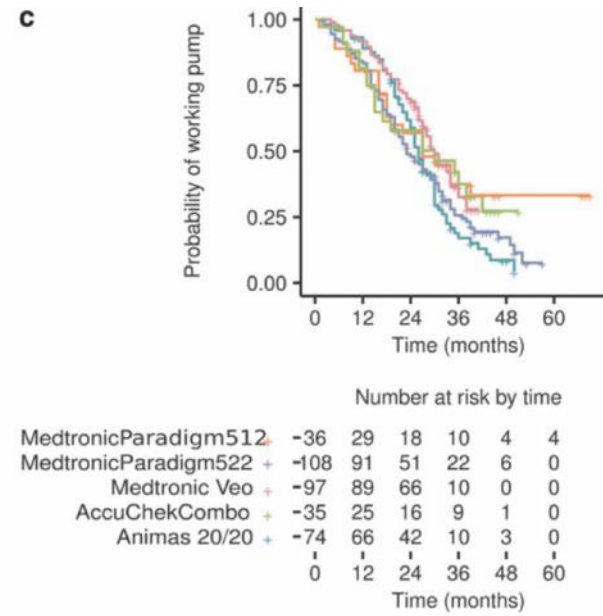 c
Probability of working pump
1.00
0.75
0.50
0.25
0.00
0 12 24 36 48 60
Time (months)
Number at risk by time
MedtronicParadigm512 -36 29 18 10 4 4
MedtronicParadigm522 -108 91 51 22 6 0
Medtronic Veo -97 89 66 10 0 0
AccuChekCombo -35 25 16 9 1 0
Animas 20/20 -74 66 42 10 3 0
0 12 24 36 48 60
Time (months)